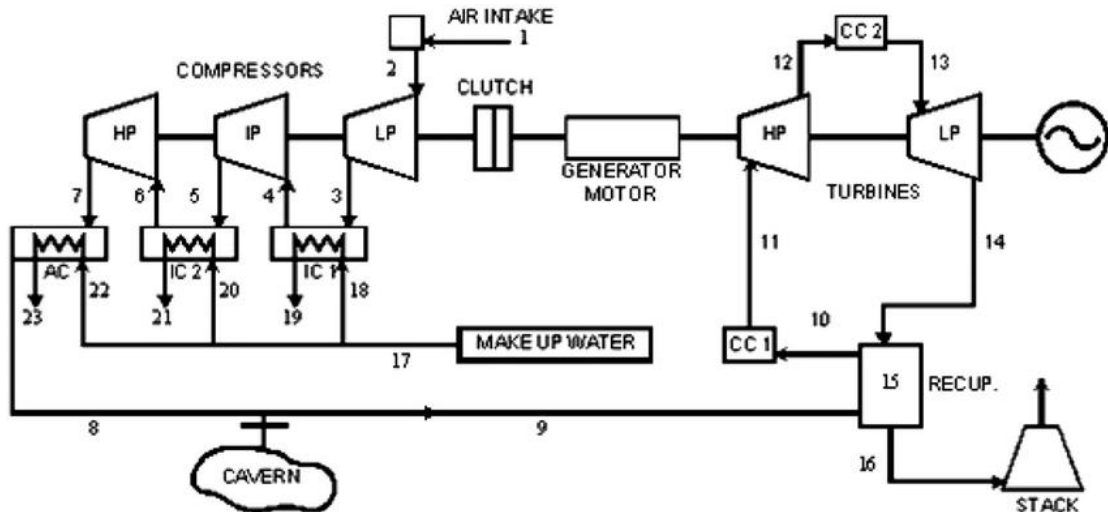 AIR INTAKE
1
CC 2
12
13
COMPRESSORS
2
CLUTCH
HP
IP
LP
HP
LP
GENERATOR
MOTOR
TURBINES
7
6
5
4
3
11
14
AC
IC 2
IC 1
22
20
18
23
21
19
10
MAKE UP WATER
CC 1
17
15
RECUP.
8
9
16
CAVERN
STACK